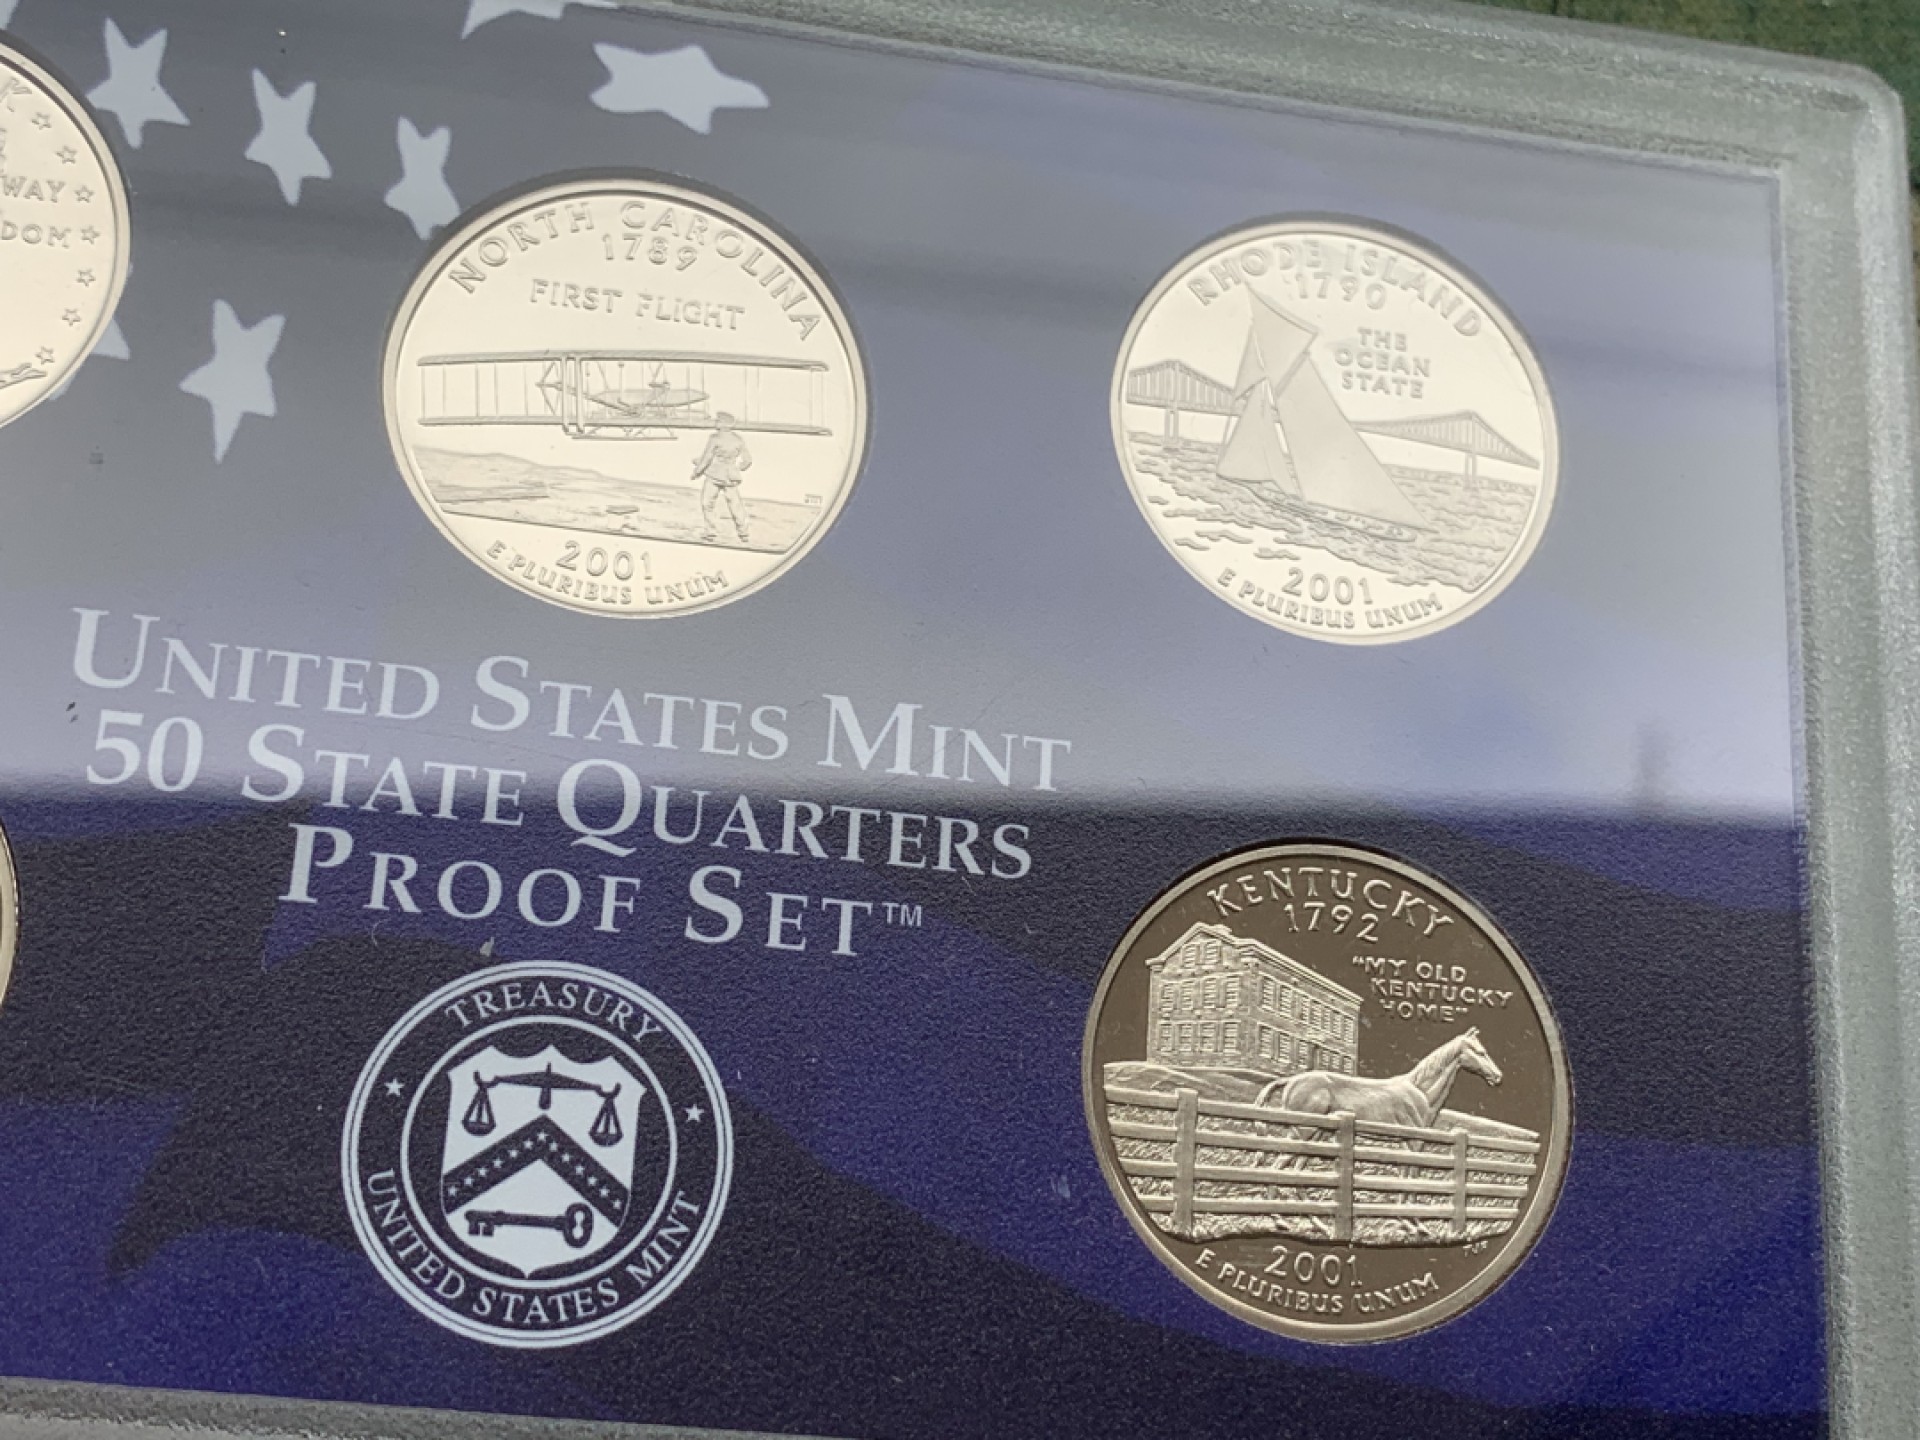 WAY
DOM
NORTH CAROLINA
1789
FIRST FLIGHT
2001
E PLURIBUS UNUM
RHODE ISLAND
1790
THE
OCEAN
STATE
2001
E PLURIBUS UNUM
UNITED STATES MINT
50 STATE QUARTERS
PROOF SET™
TREASURY
UNITED STATES MINT
KENTUCKY
1792
"MY OLD
KENTUCKY
HOME"
2001
E PLURIBUS UNUM